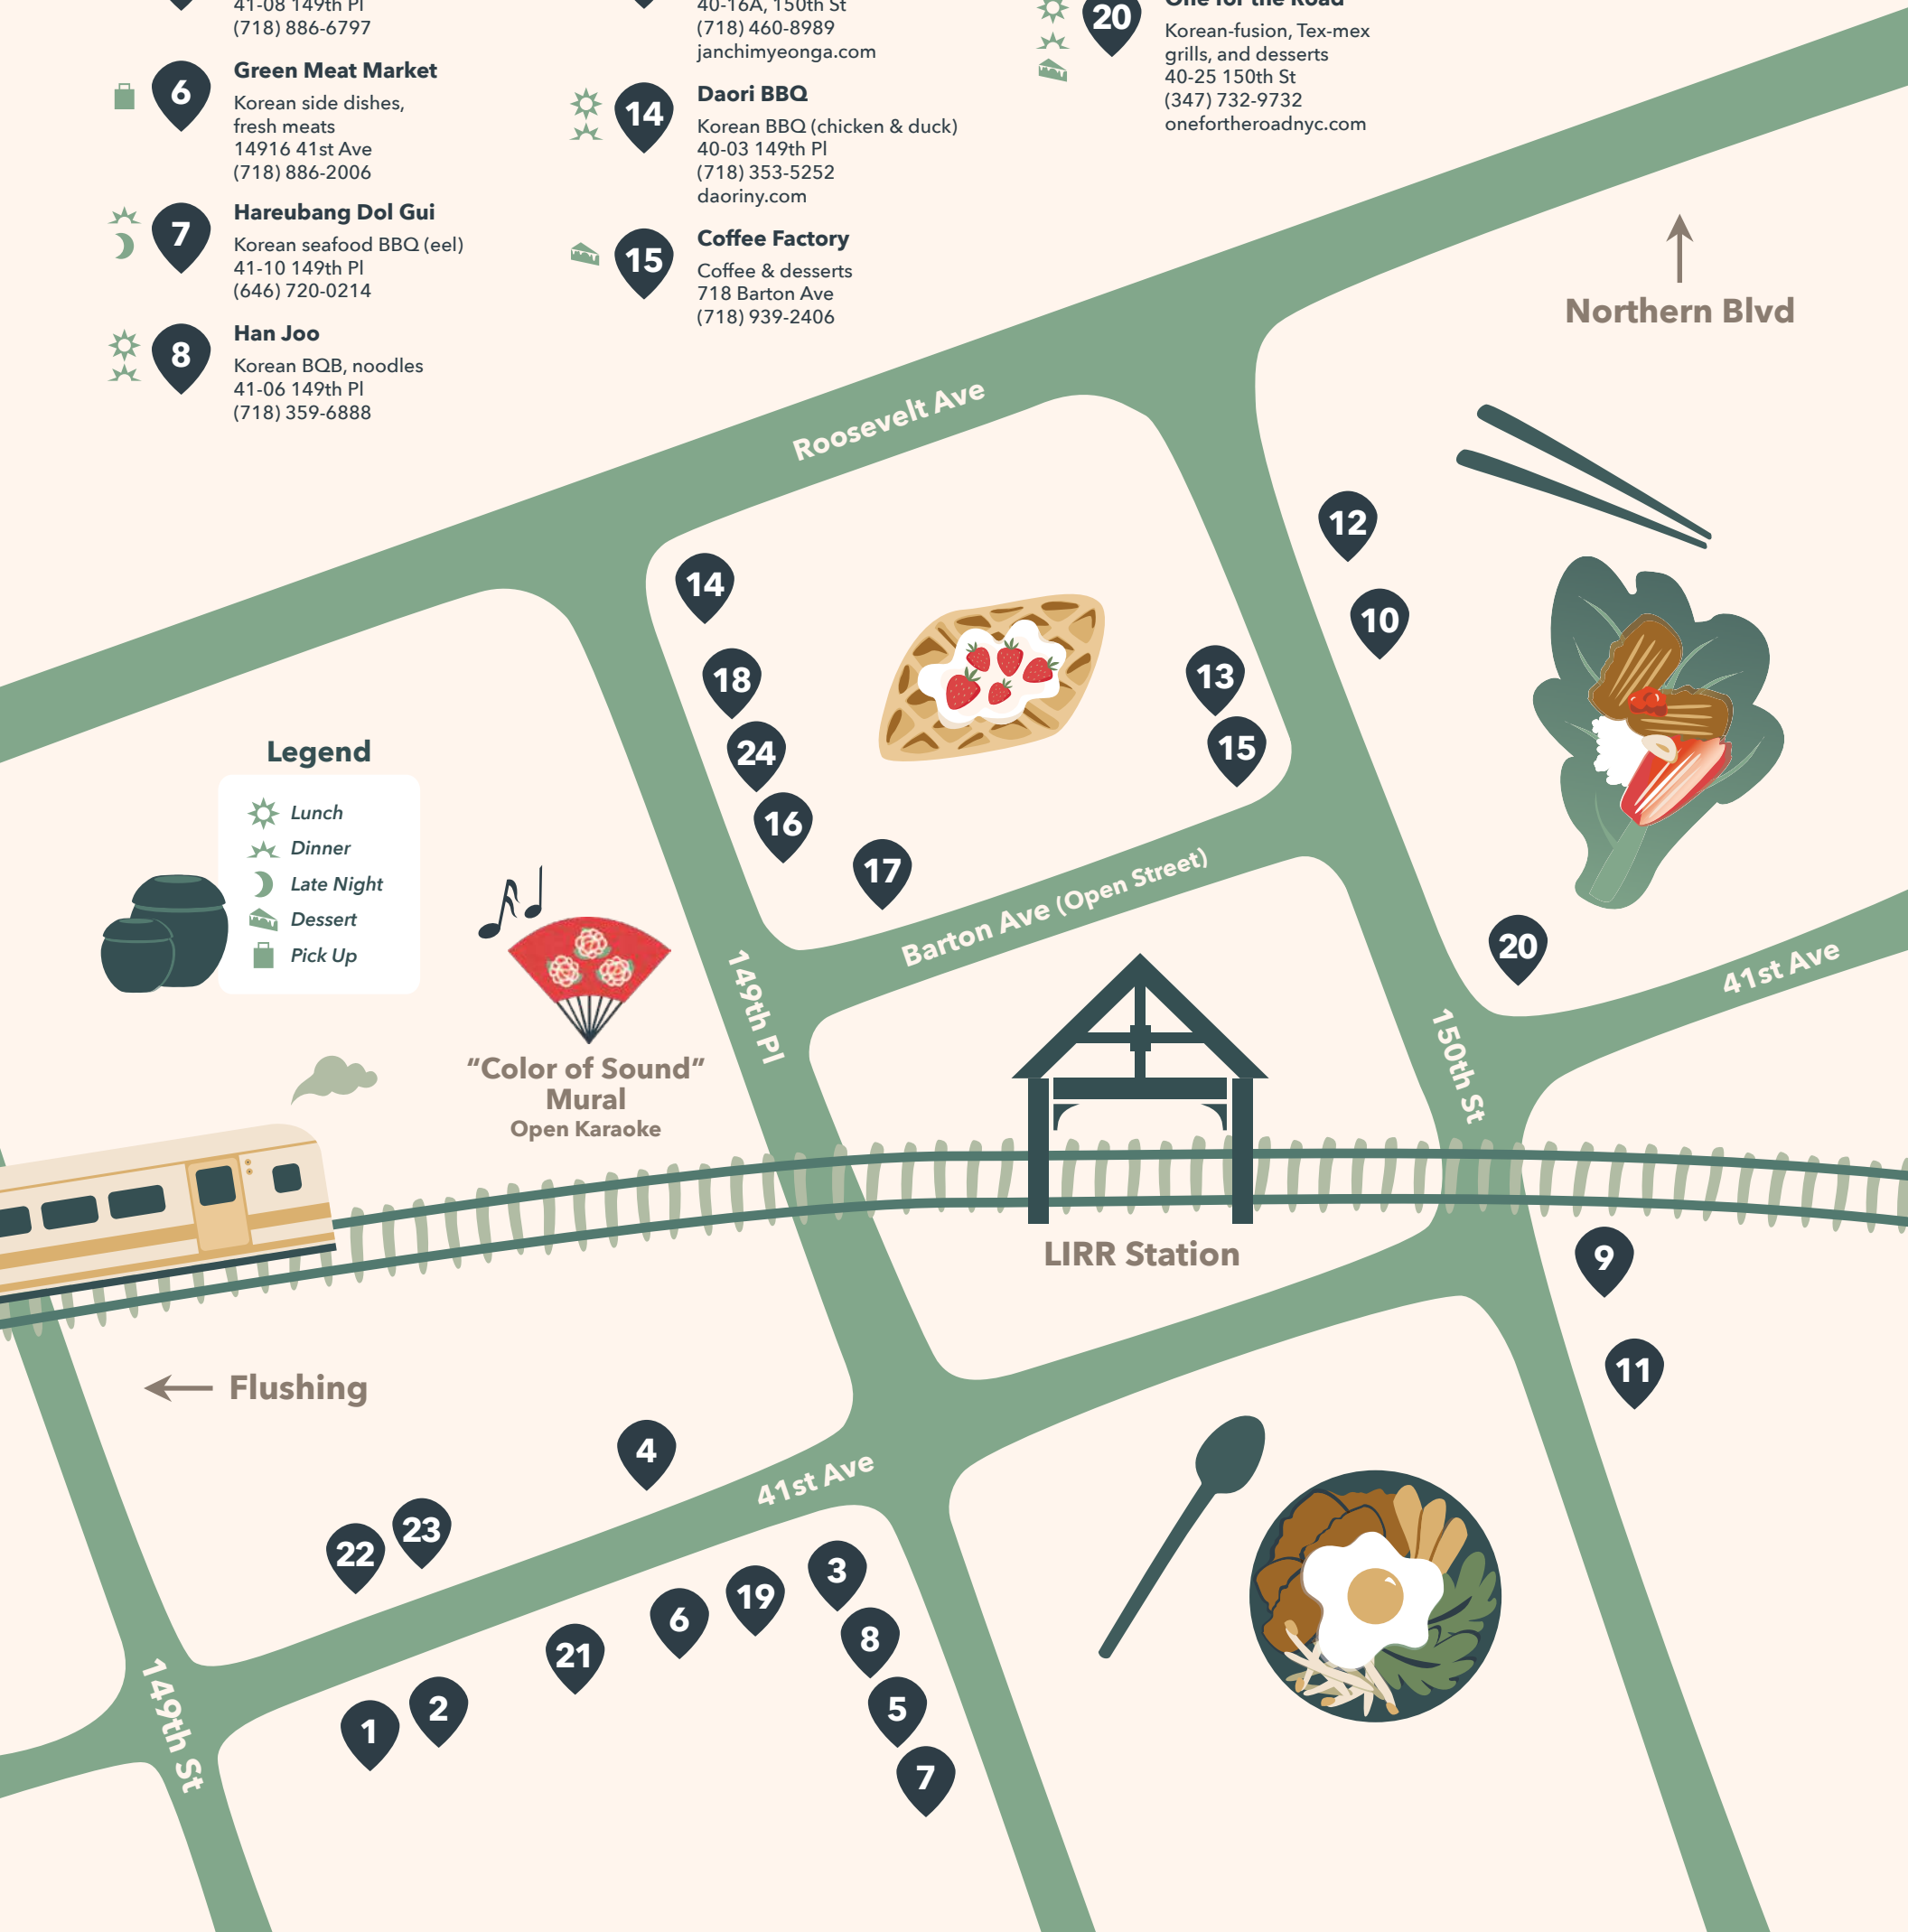 41-08 149th Pl
(718) 886-6797
6
Green Meat Market
Korean side dishes,
fresh meats
14916 41st Ave
(718) 886-2006
7
Hareubang Dol Gui
Korean seafood BBQ (eel)
41-10 149th Pl
(646) 720-0214
8
Han Joo
Korean BQB, noodles
41-06 149th Pl
(718) 359-6888
40-16A, 150th St
(718) 460-8989
janchimyeonga.com
14
Daori BBQ
Korean BBQ (chicken & duck)
40-03 149th Pl
(718) 353-5252
daoriny.com
15
Coffee Factory
Coffee & desserts
718 Barton Ave
(718) 939-2406
20
One for the Road
Korean-fusion, Tex-mex
grills, and desserts
40-25 150th St
(347) 732-9732
onefortheroadnyc.com
Northern Blvd
Roosevelt Ave
12
10
14
18
24
16
17
13
15
Legend
Lunch
Dinner
Late Night
Dessert
Pick Up
Barton Ave (Open Street)
20
41st Ave
149th Pl
150th St
“Color of Sound”
Mural
Open Karaoke
LIRR Station
9
11
Flushing
4
41st Ave
22
23
3
19
6
8
21
5
2
1
7
149th St